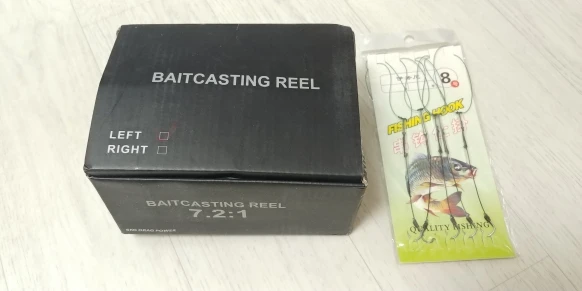 BAITCASTING REEL
LEFT
RIGHT
BAITCASTING REEL
7.2:1
8
FISHING HOOK
QUALITY FISHING